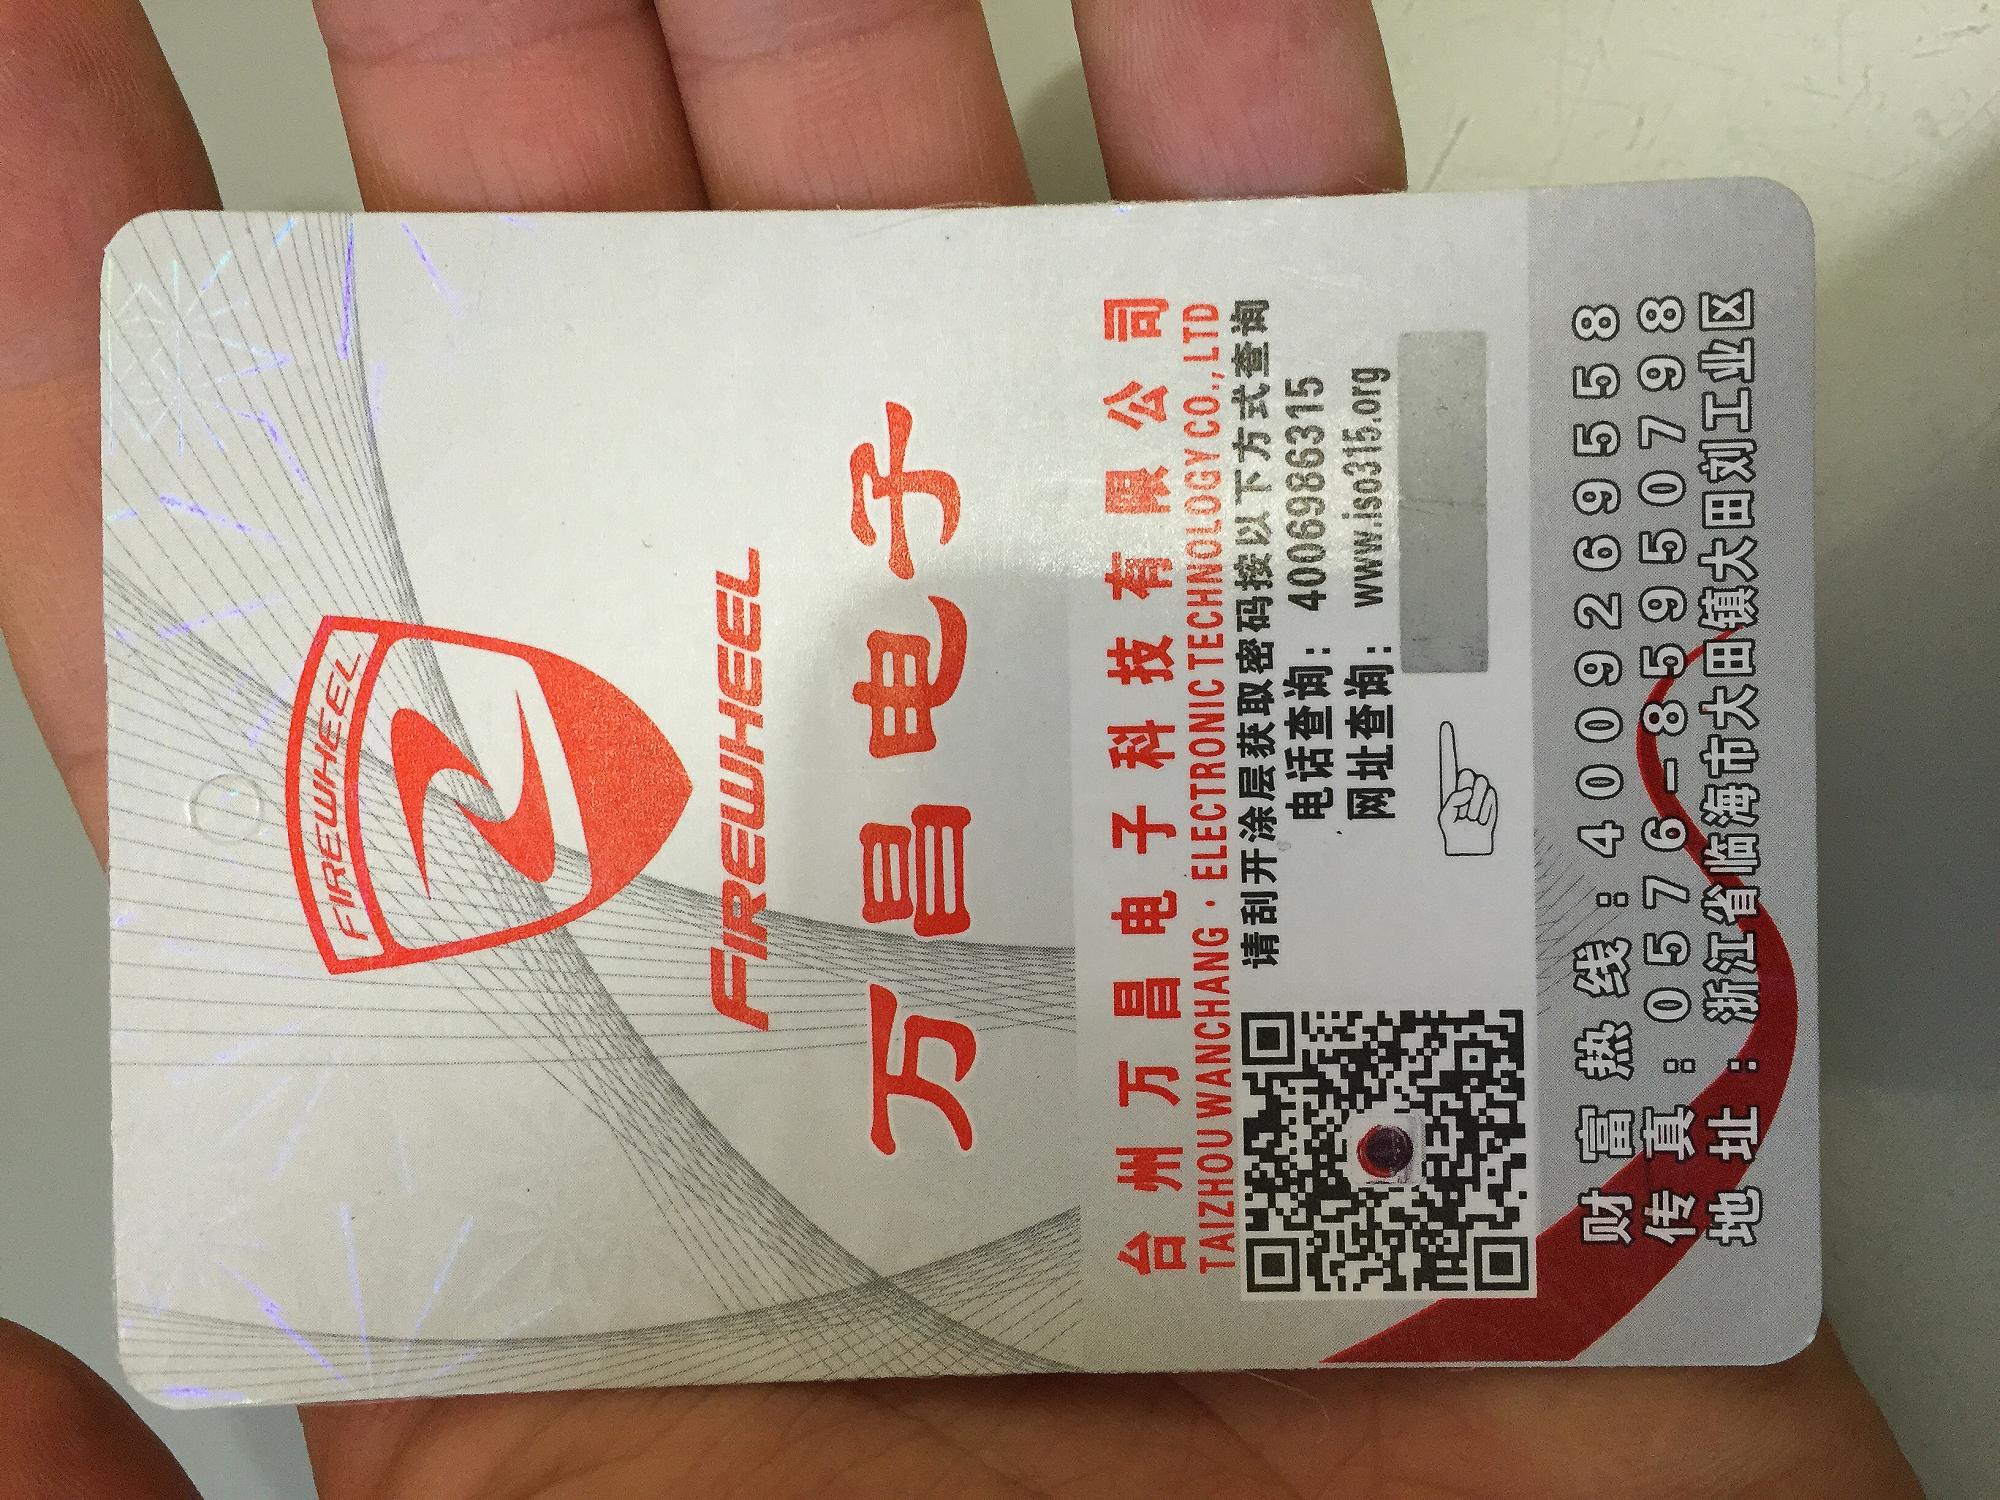 FIREWHEEL
FIREWHEEL
万昌电子
台州万昌电子科技有限公司
TAIZHOU WANCHANG·ELECTRONIC TECHNOLOGY CO.,LTD
请刮开涂层获取密码按以下方式查询
电话查询：4006986315
网址查询：www.iso315.org
财富热线：4009269558
传真：0576-85950798
地址：浙江省临海市大田镇大田刘工业区